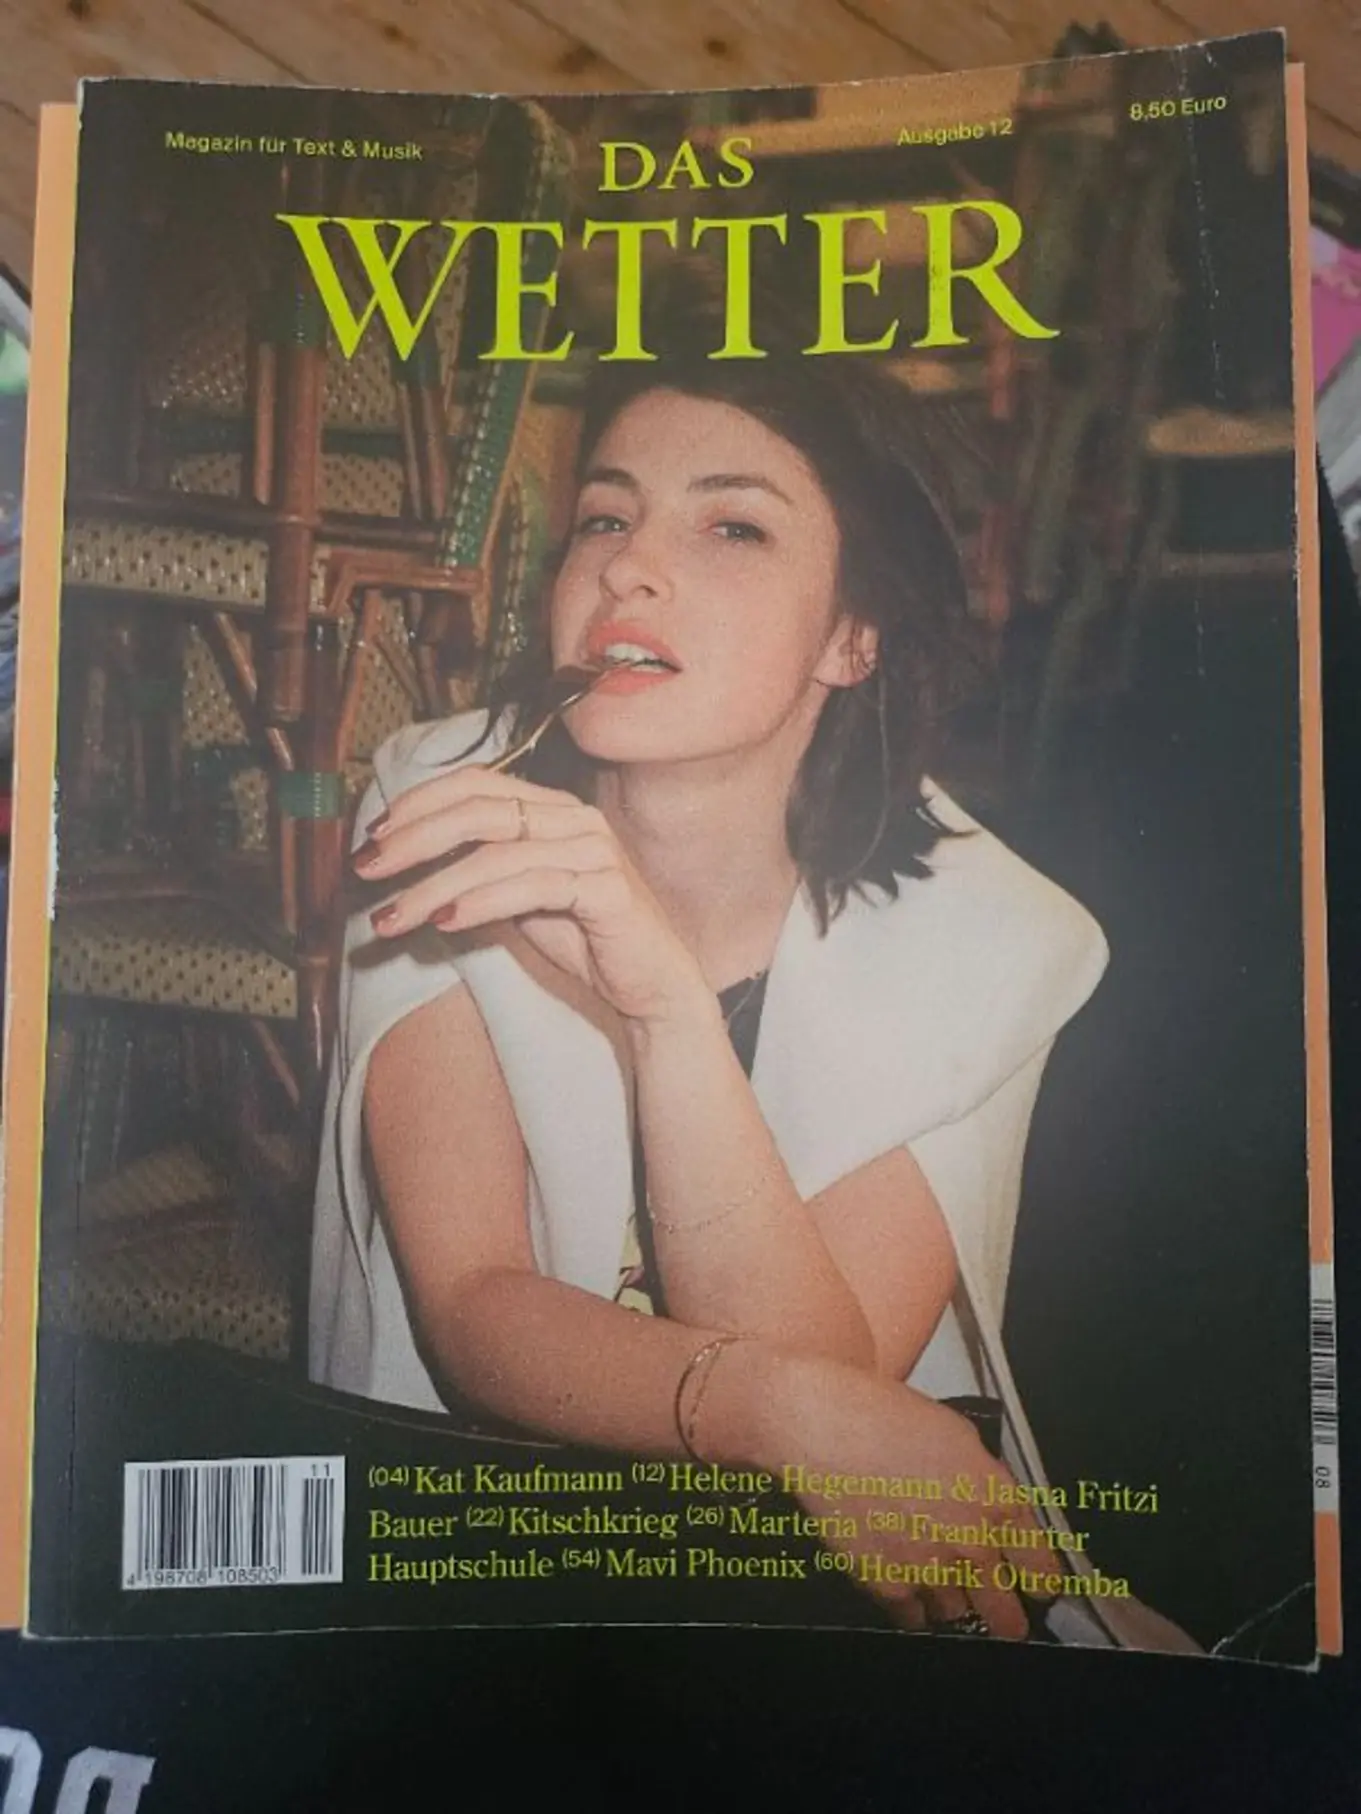 Magazin für Text & Musik
Ausgabe 12
8,50 Euro
DAS
WETTER
11
4 198708 108503
(04) Kat Kaufmann (12) Helene Hegemann & Jasna Fritzi
Bauer (22) Kitschkrieg (26) Marteria (38) Frankfurter
Hauptschule (54) Mavi Phoenix (60) Hendrik Otremba
08